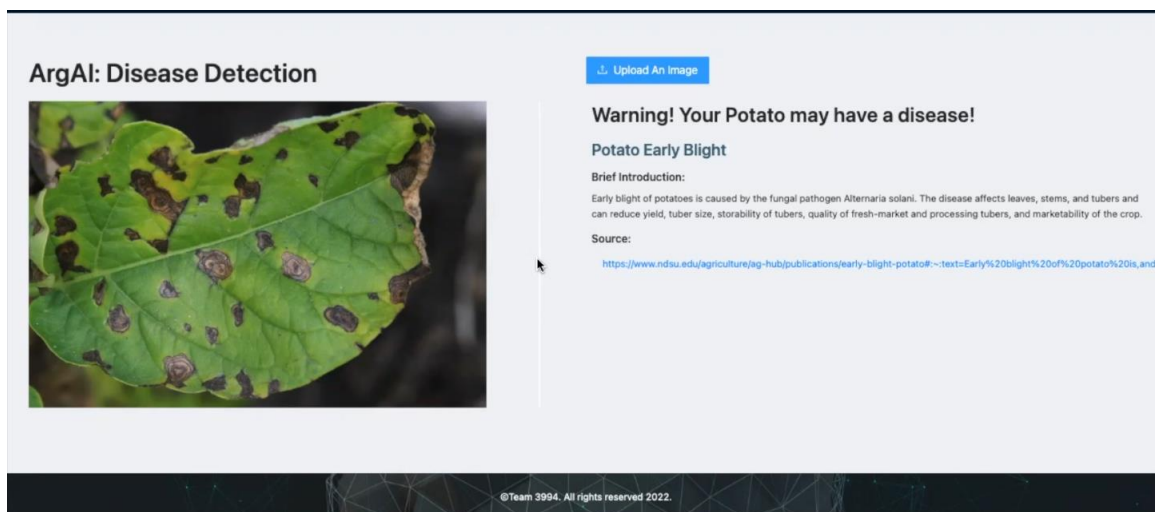 ArgAI: Disease Detection
Upload An Image
Warning! Your Potato may have a disease!
Potato Early Blight
Brief Introduction:
Early blight of potatoes is caused by the fungal pathogen Alternaria solani. The disease affects leaves, stems, and tubers and
can reduce yield, tuber size, storability of tubers, quality of fresh-market and processing tubers, and marketability of the crop.
Source:
https://www.ndsu.edu/agriculture/ag-hub/publications/early-blight-potato#:~:text=Early%20blight%20of%20potato%20is,and
©Team 3994. All rights reserved 2022.